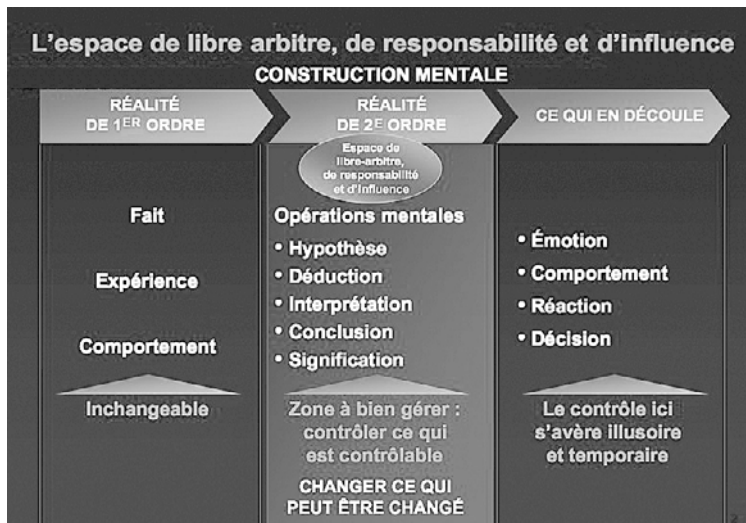 L'espace de libre arbitre, de responsabilité et d'influence
CONSTRUCTION MENTALE
RÉALITÉ
DE 1ER ORDRE
RÉALITÉ
DE 2E ORDRE
CE QUI EN DÉCOULE
Espace de
libre-arbitre,
de responsabilité
et d'influence
Fait
Expérience
Comportement
Inchangeable
Opérations mentales
• Hypothèse
• Déduction
• Interprétation
• Conclusion
• Signification
Zone à bien gérer :
contrôler ce qui
est contrôlable
CHANGER CE QUI
PEUT ÊTRE CHANGÉ
• Émotion
• Comportement
• Réaction
• Décision
Le contrôle ici
s'avère illusoire
et temporaire